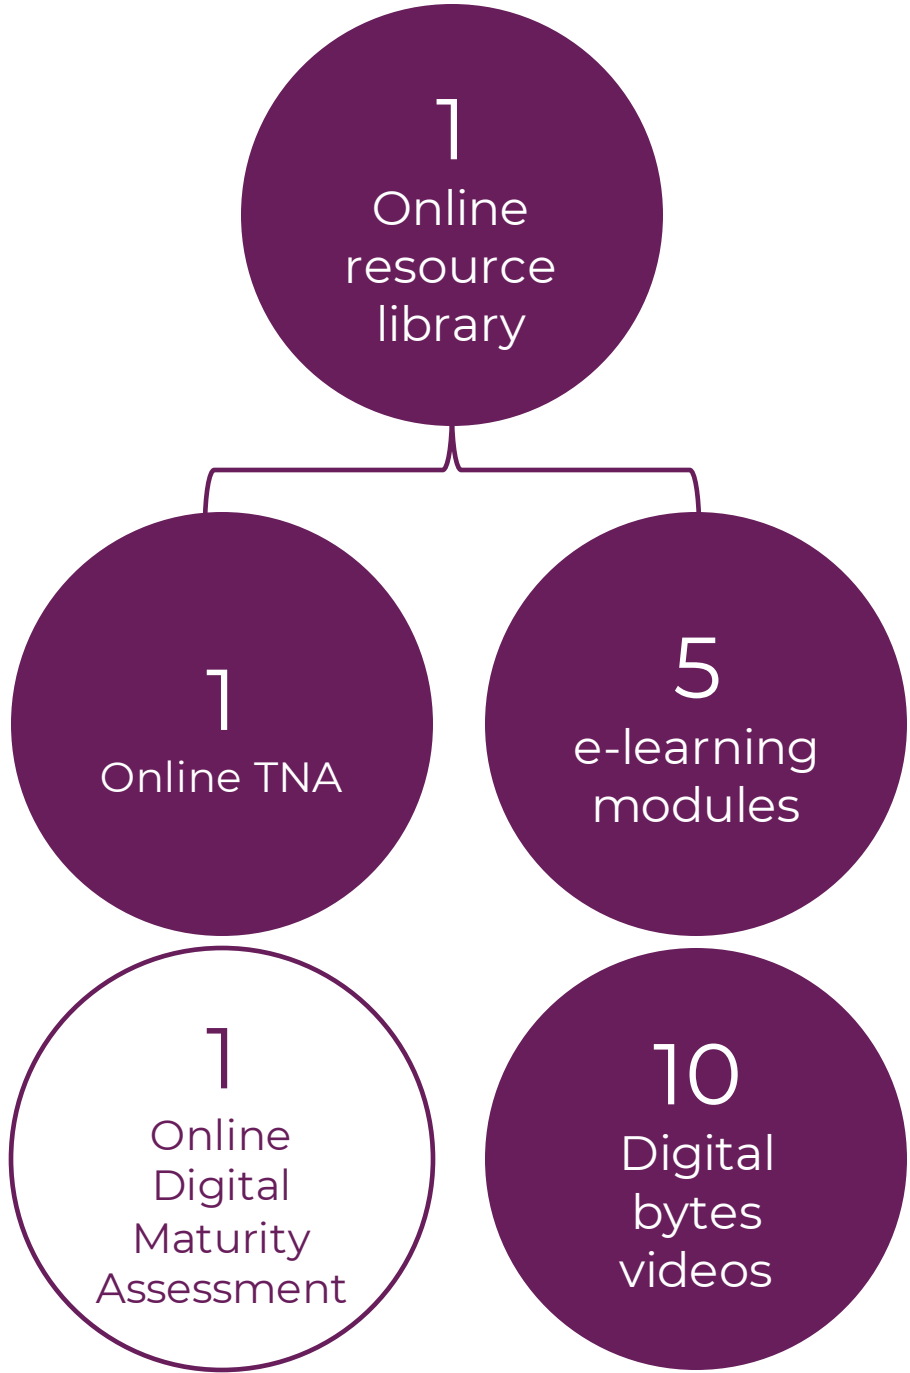 1
Online
resource
library
1
Online TNA
5
e-learning
modules
1
Online
Digital
Maturity
Assessment
10
Digital
bytes
videos